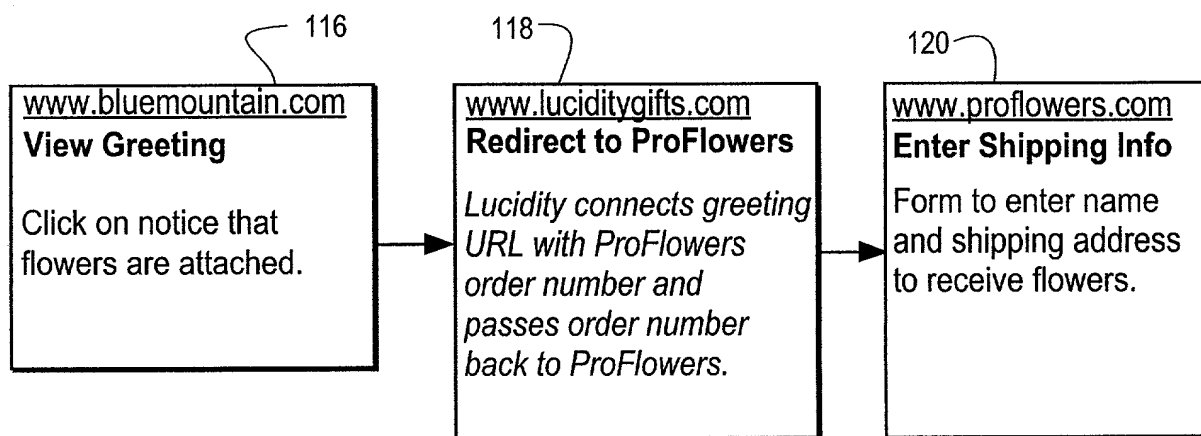 116
www.bluemountain.com
View Greeting
Click on notice that
flowers are attached.
118
www.luciditygifts.com
Redirect to ProFlowers
Lucidity connects greeting
URL with ProFlowers
order number and
passes order number
back to ProFlowers.
120
www.proflowers.com
Enter Shipping Info
Form to enter name
and shipping address
to receive flowers.